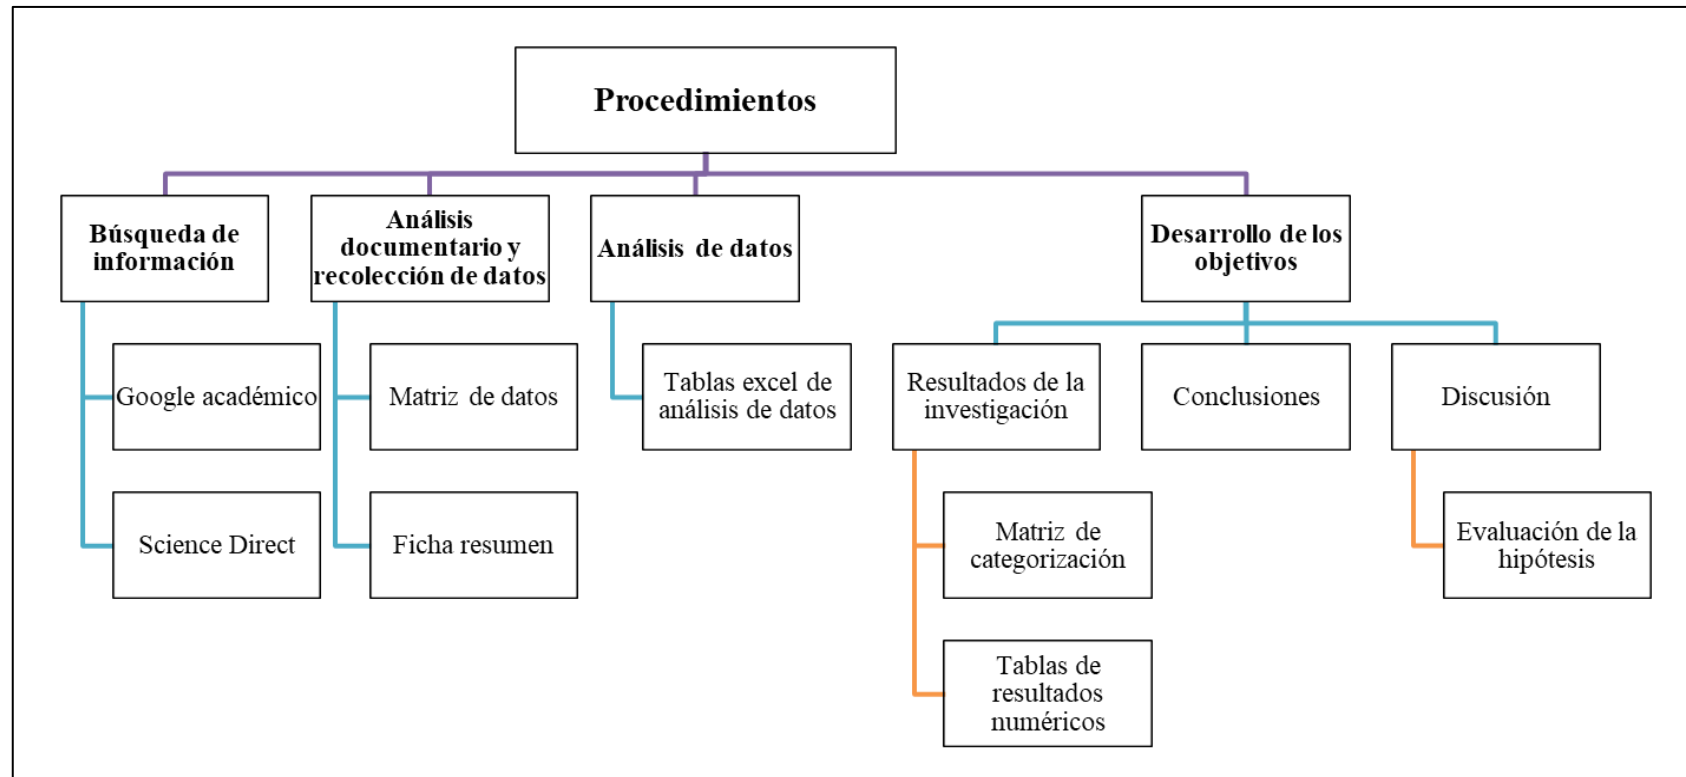 Procedimientos
Búsqueda de
información
Análisis
documentario y
recolección de datos
Análisis de datos
Desarrollo de los
objetivos
Google académico
Matriz de datos
Tablas excel de
análisis de datos
Resultados de la
investigación
Conclusiones
Discusión
Science Direct
Ficha resumen
Matriz de
categorización
Evaluación de la
hipótesis
Tablas de
resultados
numéricos